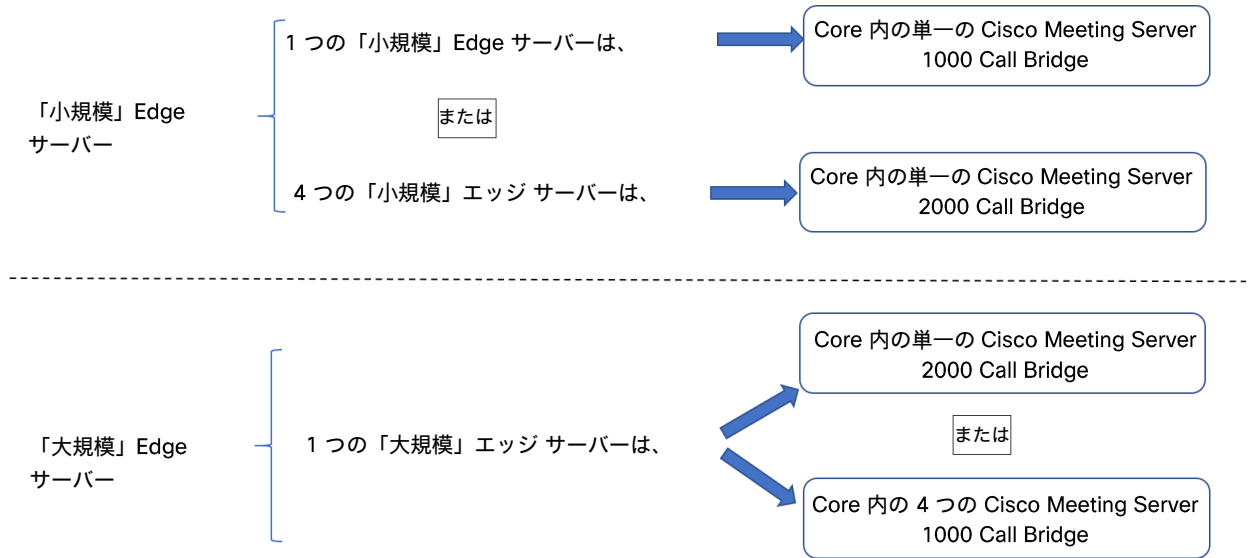 「小規模」Edge
サーバー
1 つの「小規模」Edge サーバーは、
Core 内の単一の Cisco Meeting Server
1000 Call Bridge
または
4 つの「小規模」エッジ サーバーは、
Core 内の単一の Cisco Meeting Server
2000 Call Bridge
「大規模」Edge
サーバー
1 つの「大規模」エッジ サーバーは、
Core 内の単一の Cisco Meeting Server
2000 Call Bridge
または
Core 内の 4 つの Cisco Meeting Server
1000 Call Bridge